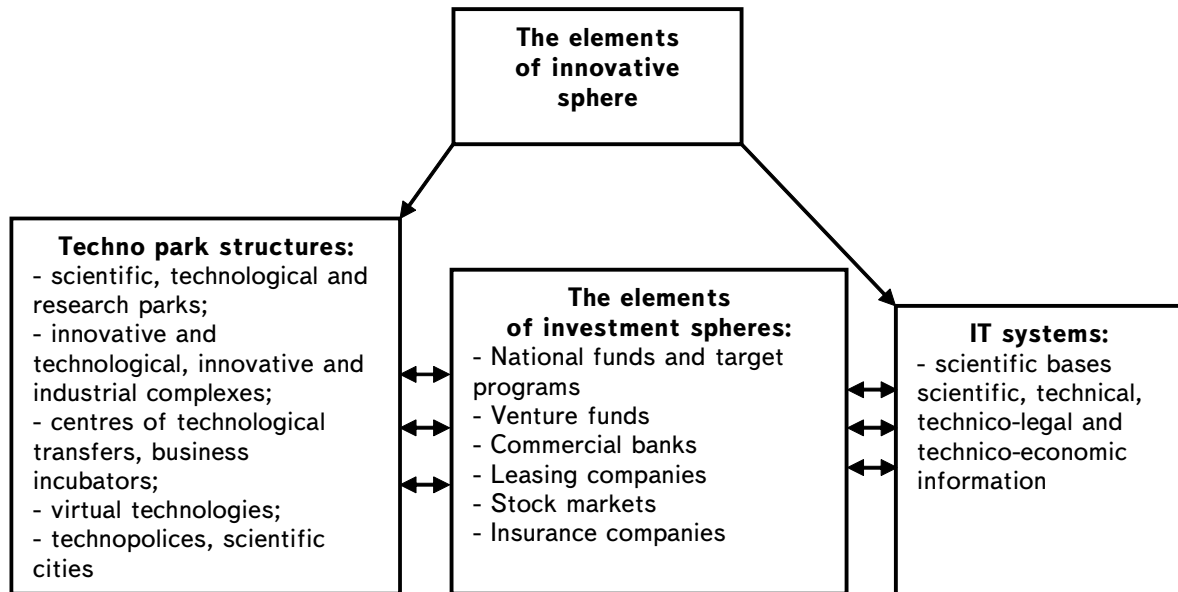 The elements
of innovative
sphere
Techno park structures:
- scientific, technological and
research parks;
- innovative and
technological, innovative and
industrial complexes;
- centres of technological
transfers, business
incubators;
- virtual technologies;
- technopolices, scientific
cities
The elements
of investment spheres:
- National funds and target
programs
- Venture funds
- Commercial banks
- Leasing companies
- Stock markets
- Insurance companies
IT systems:
- scientific bases
scientific, technical,
technico-legal and
technico-economic
information